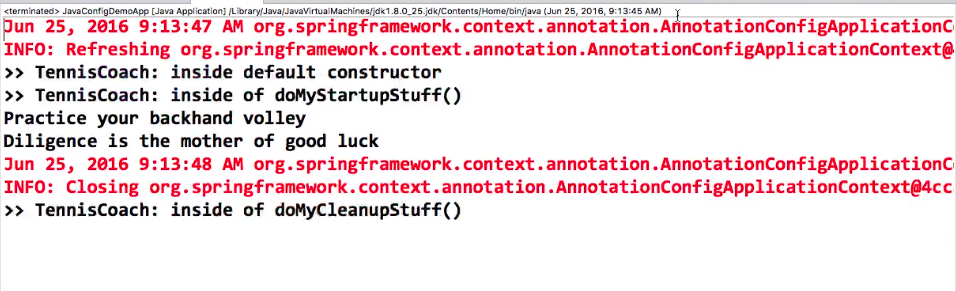 <terminated> JavaConfigDemoApp [Java Application] /Library/Java/JavaVirtualMachines/jdk1.8.0_25.jdk/Contents/Home/bin/java (Jun 25, 2016, 9:13:45 AM)
Jun 25, 2016 9:13:47 AM org.springframework.context.annotation.AnnotationConfigApplicationC
INFO: Refreshing org.springframework.context.annotation.AnnotationConfigApplicationContext@4
>> TennisCoach: inside default constructor
>> TennisCoach: inside of doMyStartupStuff()
Practice your backhand volley
Diligence is the mother of good luck
Jun 25, 2016 9:13:48 AM org.springframework.context.annotation.AnnotationConfigApplicationC
INFO: Closing org.springframework.context.annotation.AnnotationConfigApplicationContext@4cc
>> TennisCoach: inside of doMyCleanupStuff()